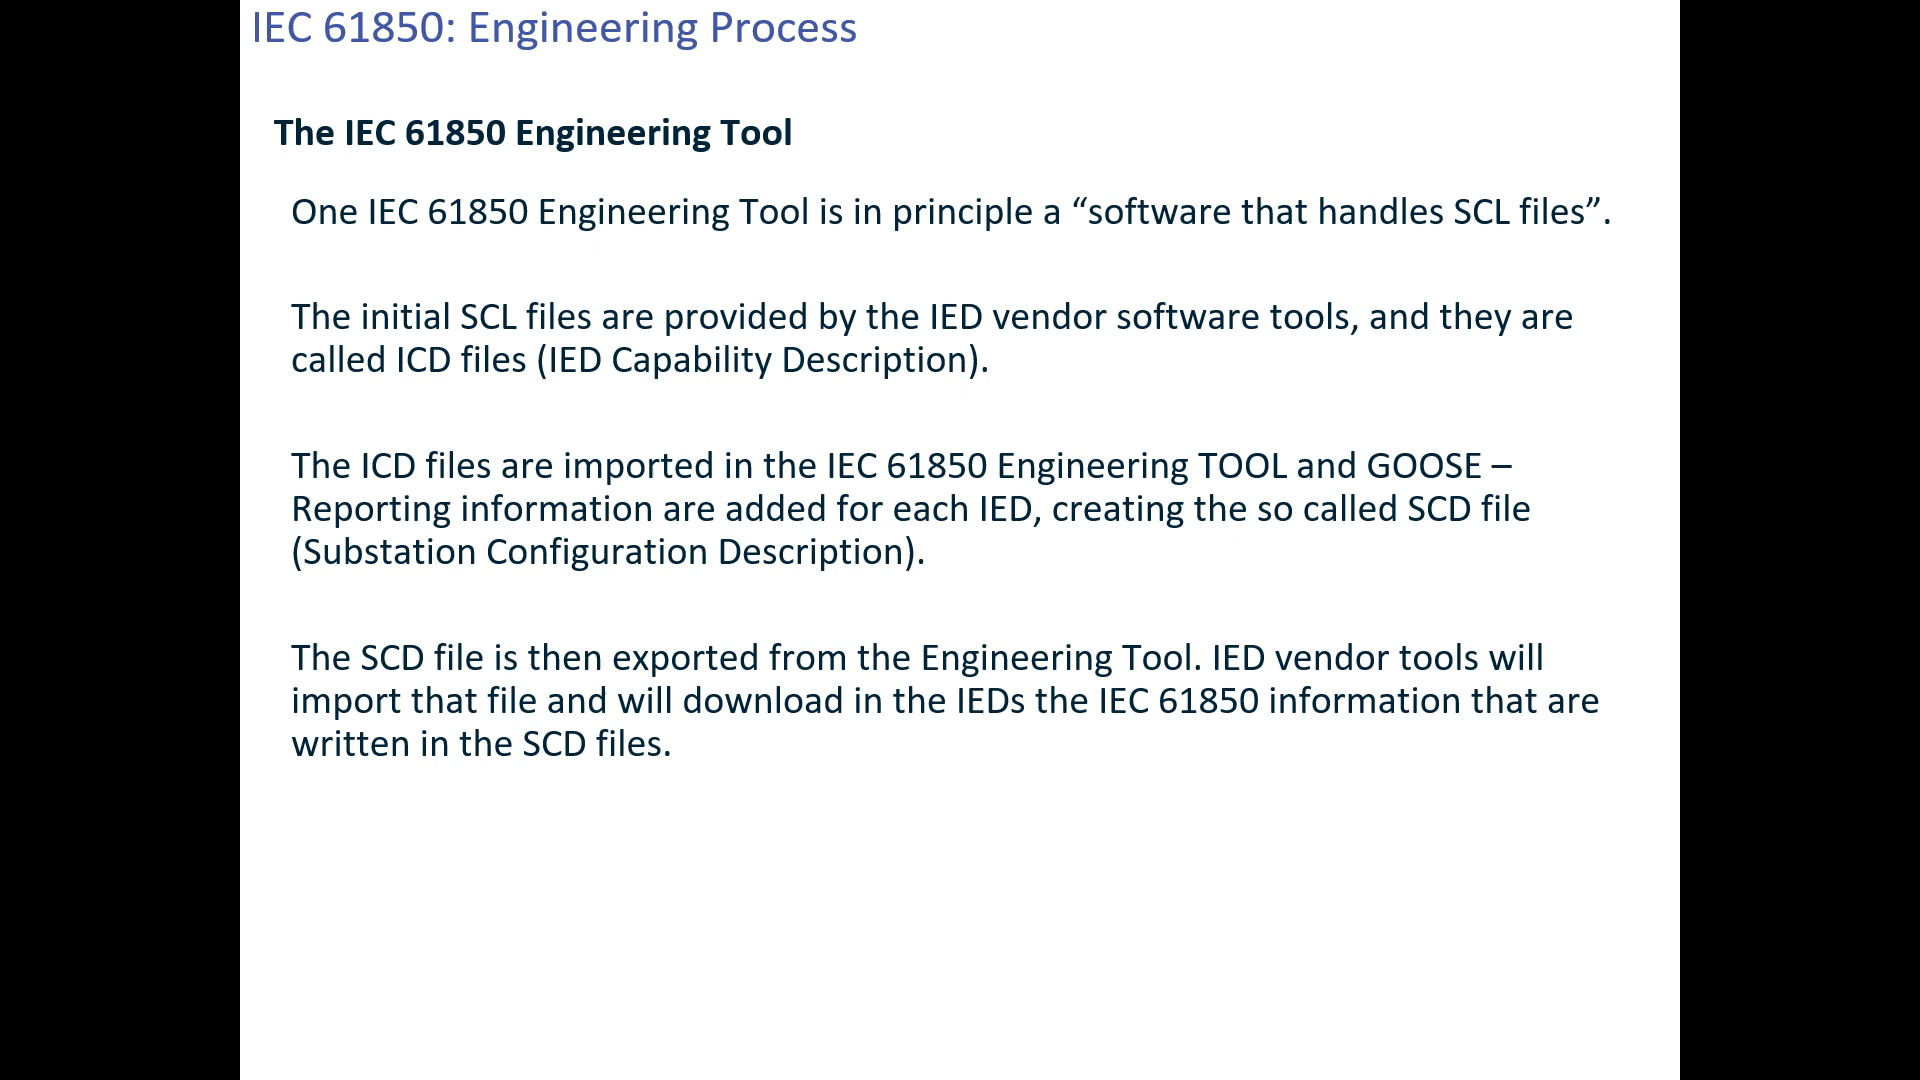 IEC 61850: Engineering Process
The IEC 61850 Engineering Tool
One IEC 61850 Engineering Tool is in principle a “software that handles SCL files”.
The initial SCL files are provided by the IED vendor software tools, and they are
called ICD files (IED Capability Description).
The ICD files are imported in the IEC 61850 Engineering TOOL and GOOSE –
Reporting information are added for each IED, creating the so called SCD file
(Substation Configuration Description).
The SCD file is then exported from the Engineering Tool. IED vendor tools will
import that file and will download in the IEDs the IEC 61850 information that are
written in the SCD files.